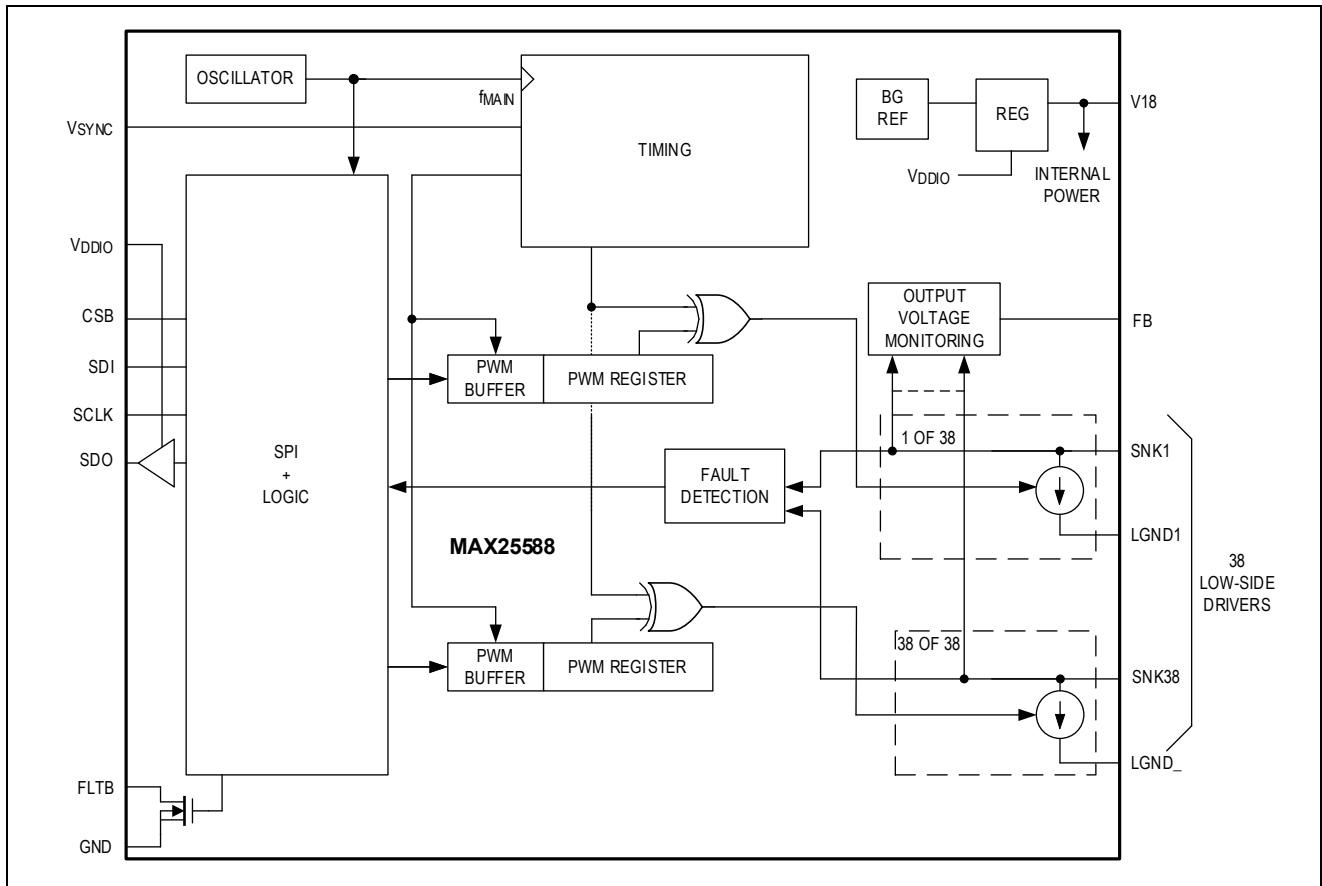 OSCILLATOR
fMAIN
TIMING
BG
REF
REG
V18
VSYNC
VDDIO
INTERNAL
POWER
VDDIO
CSB
SDI
SCLK
SDO
SPI
+
LOGIC
PWM
BUFFER
PWM REGISTER
OUTPUT
VOLTAGE
MONITORING
FB
1 OF 38
SNK1
FAULT
DETECTION
LGND1
MAX25588
38
LOW-SIDE
DRIVERS
PWM
BUFFER
PWM REGISTER
38 OF 38
SNK38
LGND_
FLTB
GND